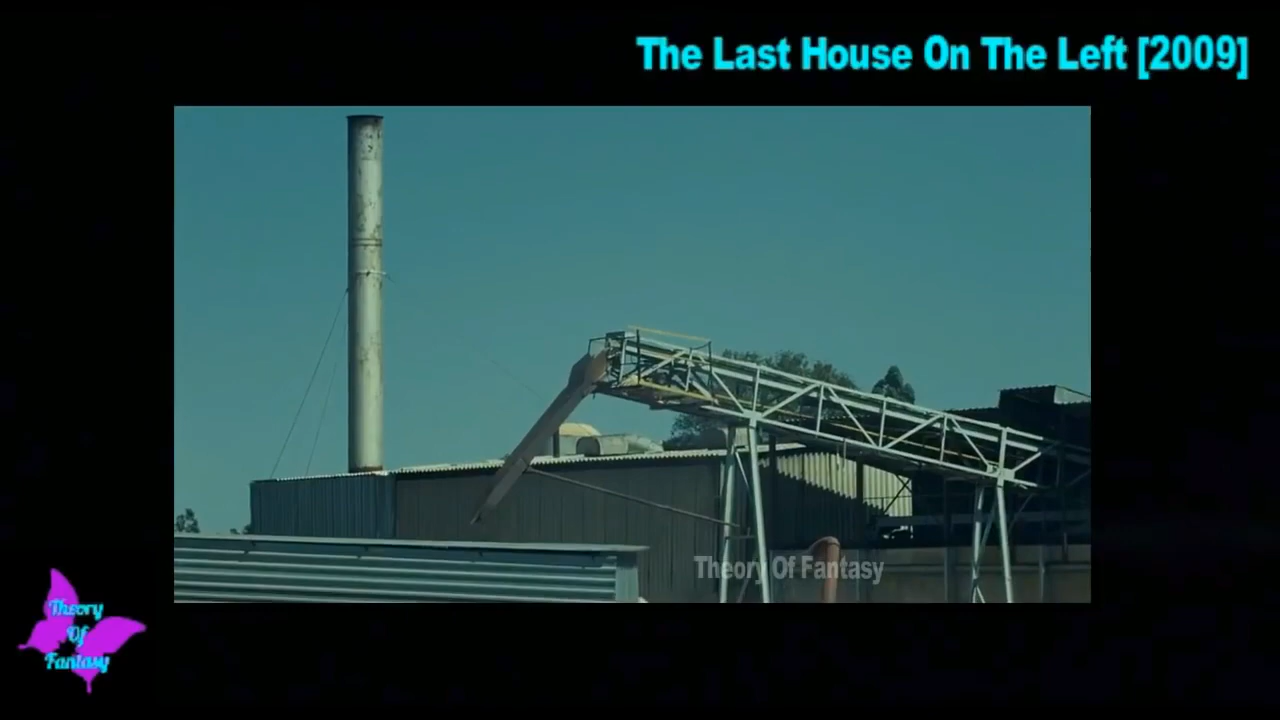 The Last House On The Left [2009]
Theory Of Fantasy
Theory
Of
Fantasy